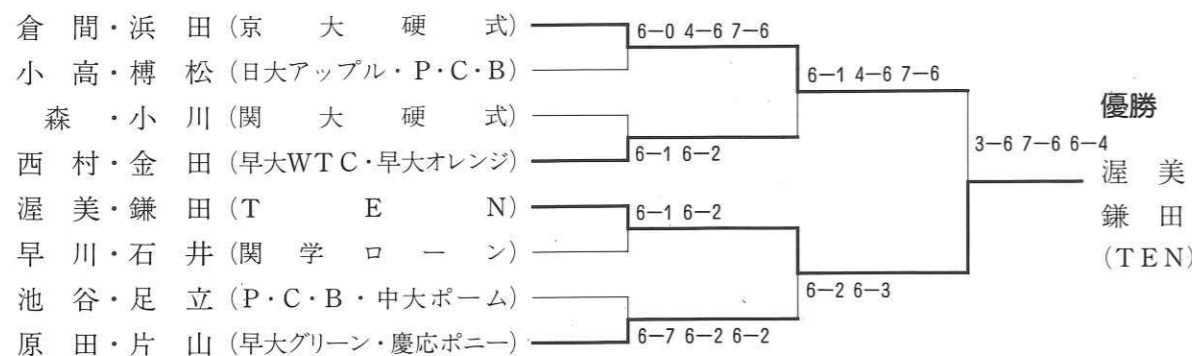 倉間・浜田(京大硬式)
小高・榑松(日大アップル・P・C・B)
森・小川(関大硬式)
西村・金田(早大WTC・早大オレンジ)
渥美・鎌田(TEN)
早川・石井(関学ローン)
池谷・足立(P・C・B・中大ポーム)
原田・片山(早大グリーン・慶応ポニー)
6-0 4-6 7-6
6-1 6-2
6-1 6-2
6-7 6-2 6-2
6-1 4-6 7-6
6-2 6-3
3-6 7-6 6-4
優勝
渥美
鎌田
(TEN)